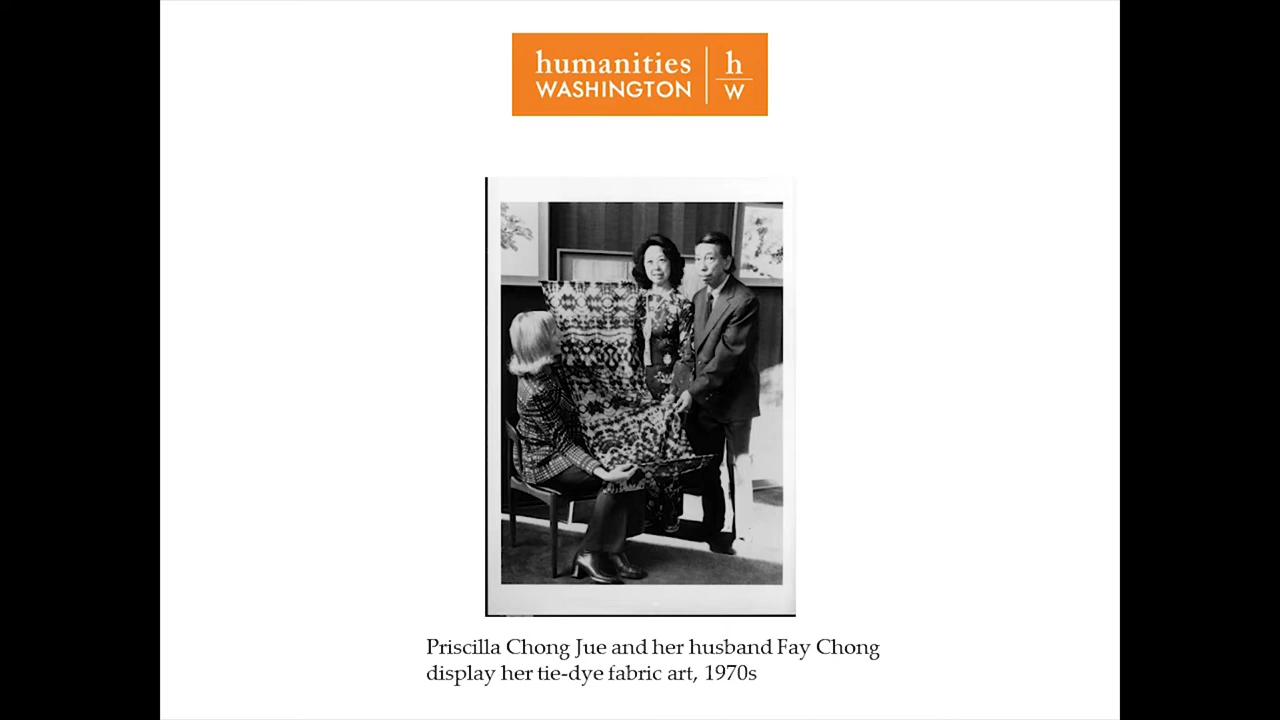 humanities
WASHINGTON
h
w
Priscilla Chong Jue and her husband Fay Chong
display her tie-dye fabric art, 1970s